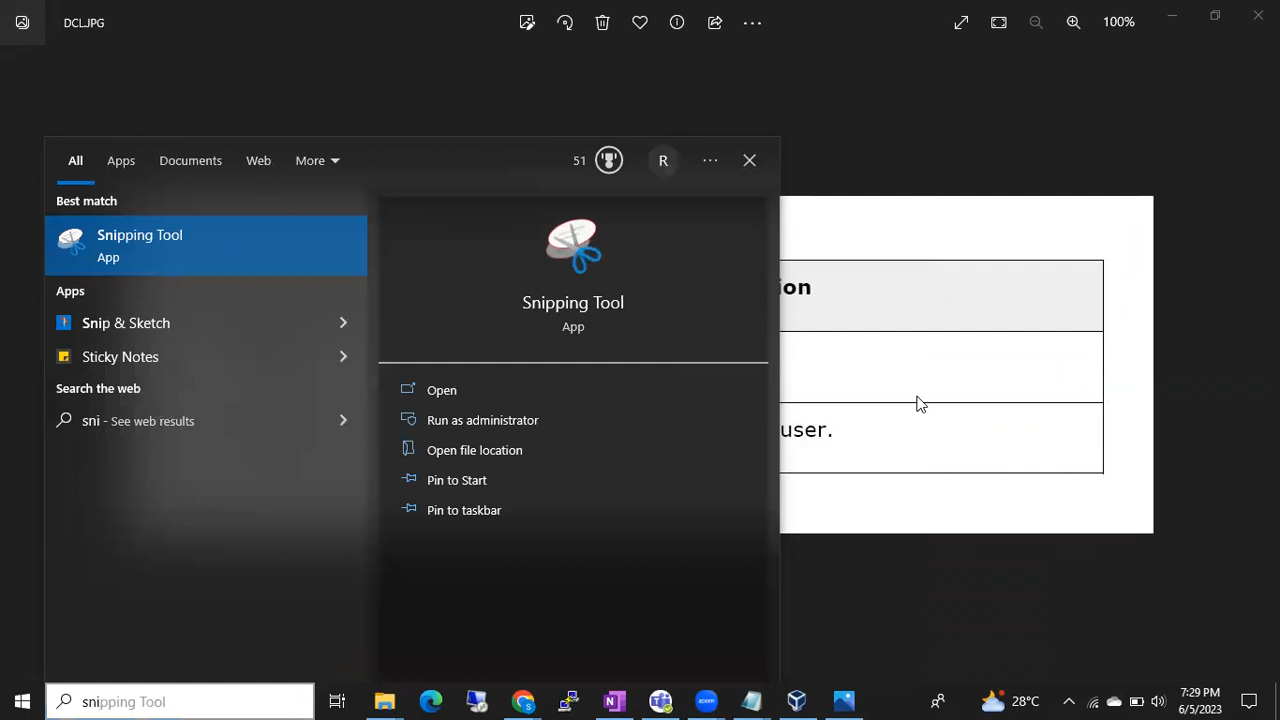 DCL.JPG
100%
All Apps Documents Web More
51
R
Best match
Snipping Tool
App
Apps
Snip & Sketch
Sticky Notes
Search the web
sni - See web results
Snipping Tool
App
Open
Run as administrator
Open file location
Pin to Start
Pin to taskbar
ion
user.
snipping Tool
zoom
28°C
7:29 PM
6/5/2023